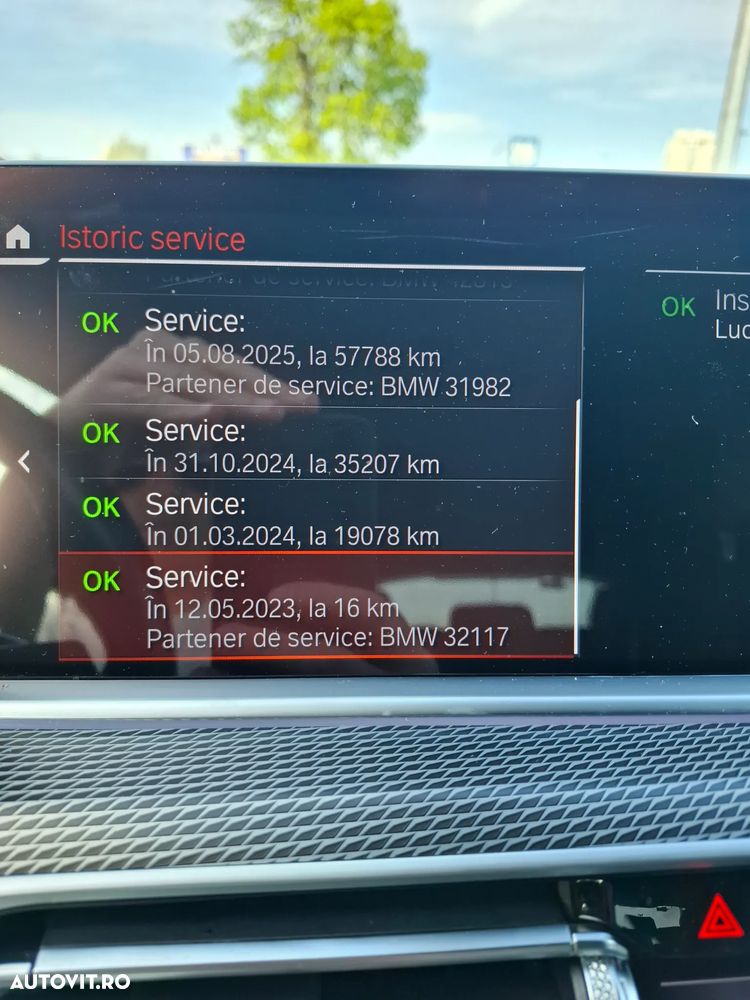 Istoric service
OK Service:
În 05.08.2025, la 57788 km
Partener de service: BMW 31982
OK Service:
În 31.10.2024, la 35207 km
OK Service:
În 01.03.2024, la 19078 km
OK Service:
În 12.05.2023, la 16 km
Partener de service: BMW 32117
OK
AUTOVIT.RO